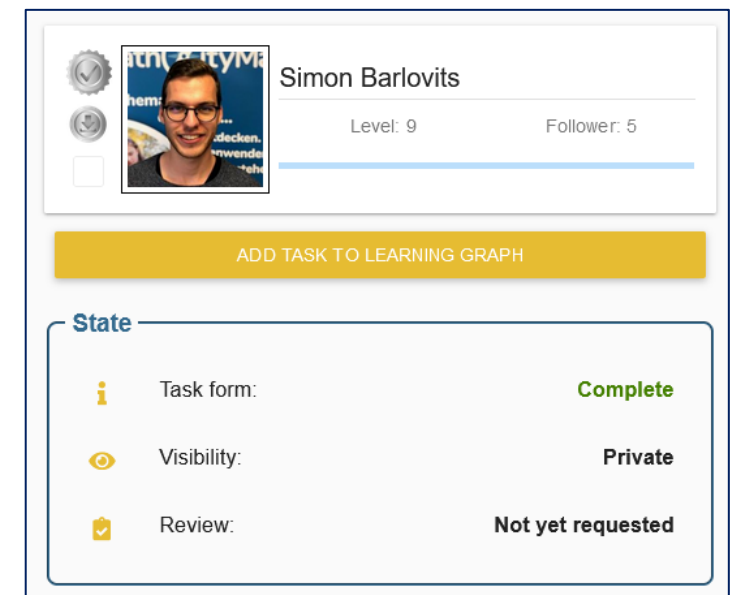 Simon Barlovits
Level: 9 Follower: 5
ADD TASK TO LEARNING GRAPH
State
Task form: Complete
Visibility: Private
Review: Not yet requested